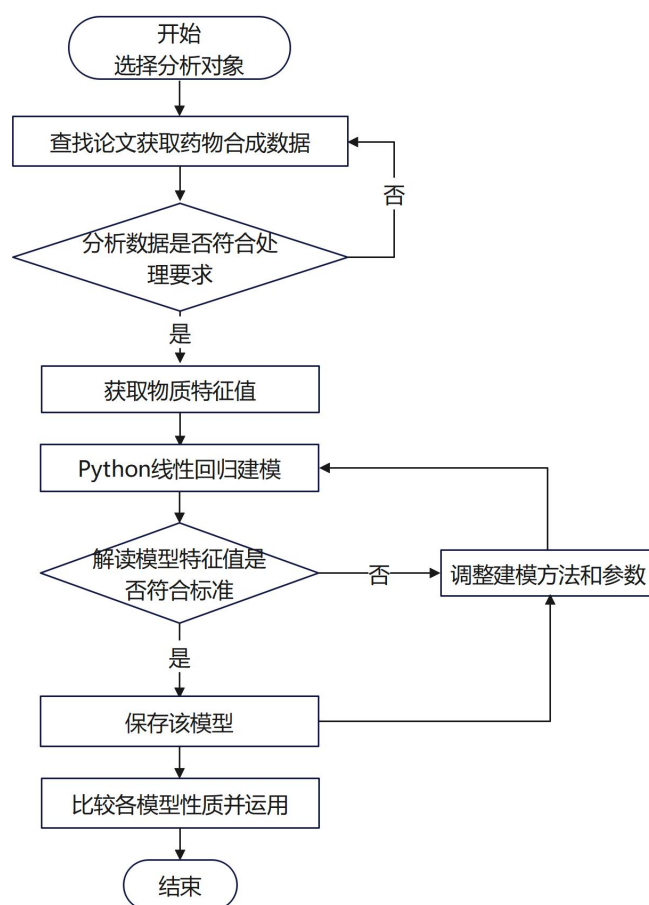 开始
选择分析对象
查找论文获取药物合成数据
否
分析数据是否符合处
理要求
是
获取物质特征值
Python线性回归建模
解读模型特征值是
否符合标准
否
调整建模方法和参数
是
保存该模型
比较各模型性质并运用
结束